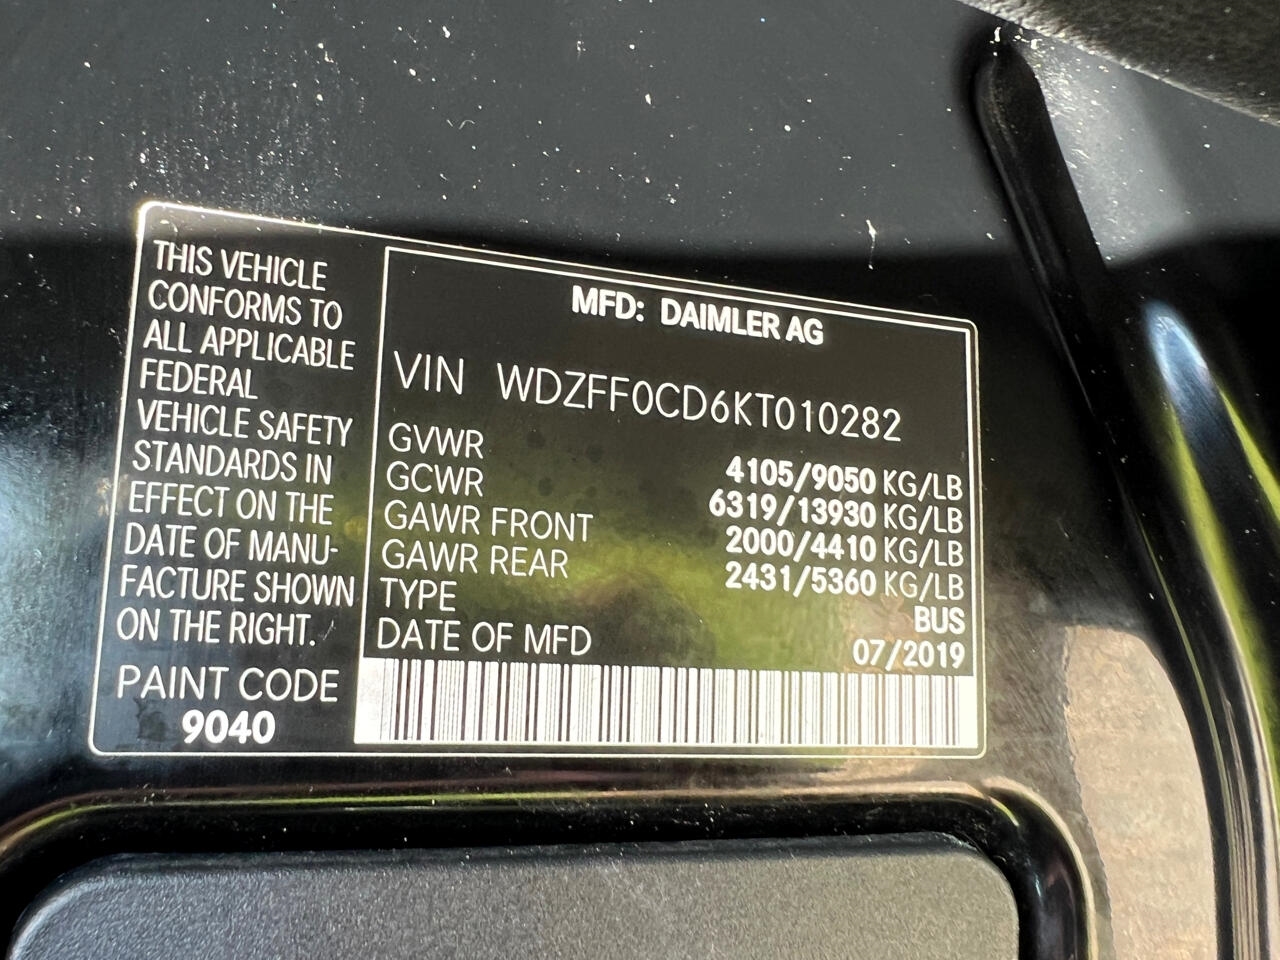 THIS VEHICLE
CONFORMS TO
ALL APPLICABLE
FEDERAL
VEHICLE SAFETY
STANDARDS IN
EFFECT ON THE
DATE OF MANU-
FACTURE SHOWN
ON THE RIGHT.
PAINT CODE
9040
MFD: DAIMLER AG
VIN WDZFF0CD6KT010282
GVWR 4105/9050 KG/LB
GCWR 6319/13930 KG/LB
GAWR FRONT 2000/4410 KG/LB
GAWR REAR 2431/5360 KG/LB
TYPE BUS
DATE OF MFD 07/2019